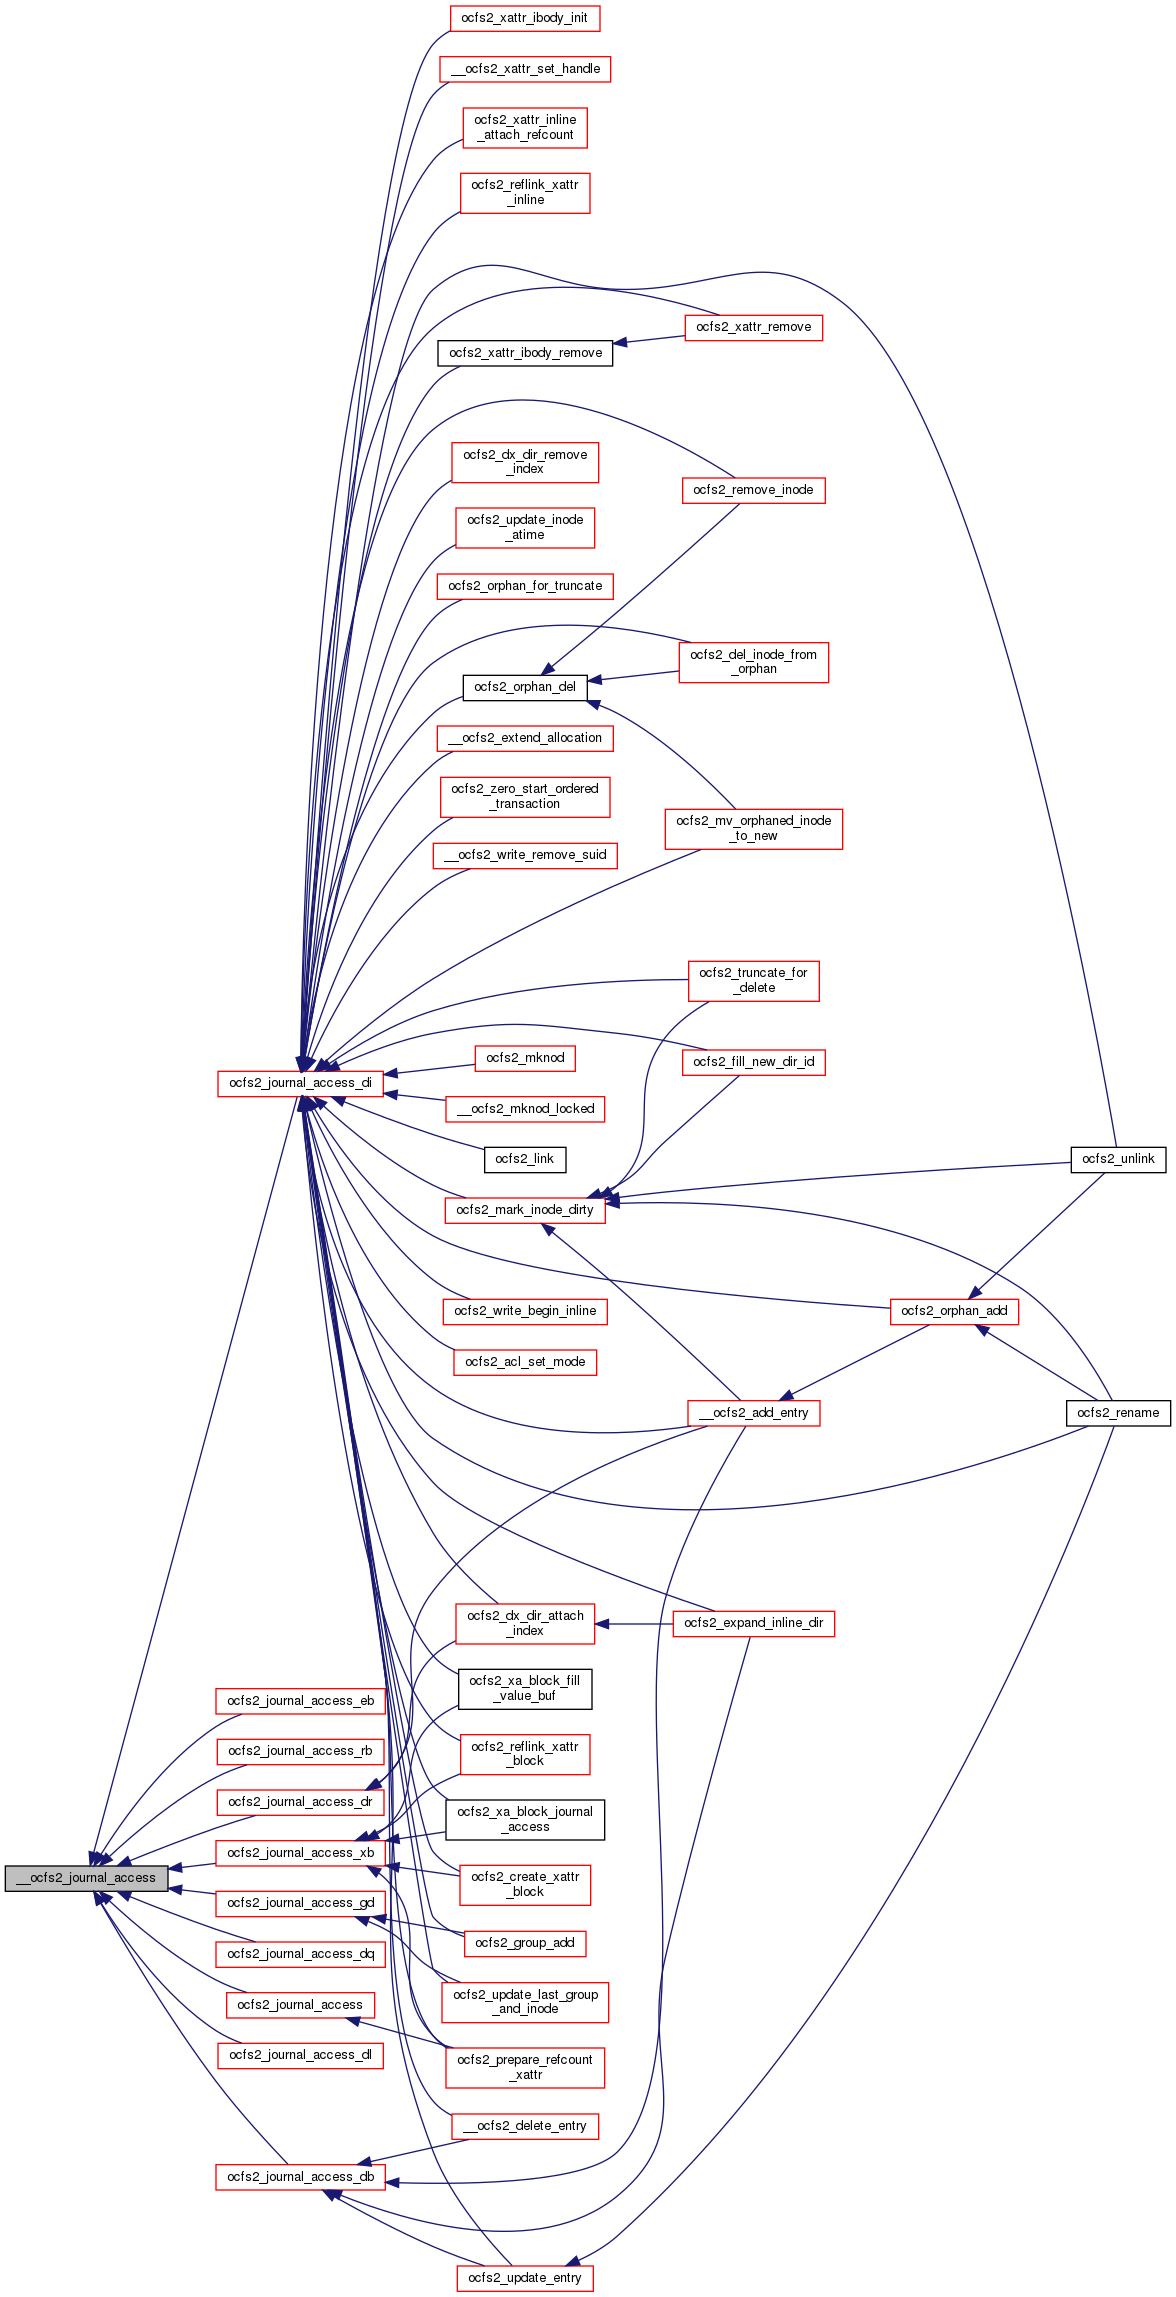 ocfs2_xattr_ibody_init
__ocfs2_xattr_set_handle
ocfs2_xattr_inline
_attach_refcount
ocfs2_reflink_xattr
_inline
ocfs2_xattr_remove
ocfs2_xattr_ibody_remove
ocfs2_dx_dir_remove
_index
ocfs2_remove_inode
ocfs2_update_inode
_atime
ocfs2_orphan_for_truncate
ocfs2_del_inode_from
_orphan
ocfs2_orphan_del
__ocfs2_extend_allocation
ocfs2_zero_start_ordered
_transaction
ocfs2_mv_orphaned_inode
_to_new
__ocfs2_write_remove_suid
ocfs2_truncate_for
_delete
ocfs2_mknod
ocfs2_fill_new_dir_id
ocfs2_journal_access_di
__ocfs2_mknod_locked
ocfs2_link
ocfs2_unlink
ocfs2_mark_inode_dirty
ocfs2_write_begin_inline
ocfs2_orphan_add
ocfs2_acl_set_mode
__ocfs2_add_entry
ocfs2_rename
ocfs2_dx_dir_attach
_index
ocfs2_expand_inline_dir
ocfs2_xa_block_fill
_value_buf
ocfs2_journal_access_eb
ocfs2_reflink_xattr
_block
ocfs2_journal_access_rb
ocfs2_journal_access_dr
ocfs2_xa_block_journal
_access
ocfs2_journal_access_xb
__ocfs2_journal_access
ocfs2_create_xattr
_block
ocfs2_journal_access_gd
ocfs2_group_add
ocfs2_journal_access_dq
ocfs2_update_last_group
_and_inode
ocfs2_journal_access
ocfs2_journal_access_dl
ocfs2_prepare_refcount
_xattr
__ocfs2_delete_entry
ocfs2_journal_access_db
ocfs2_update_entry